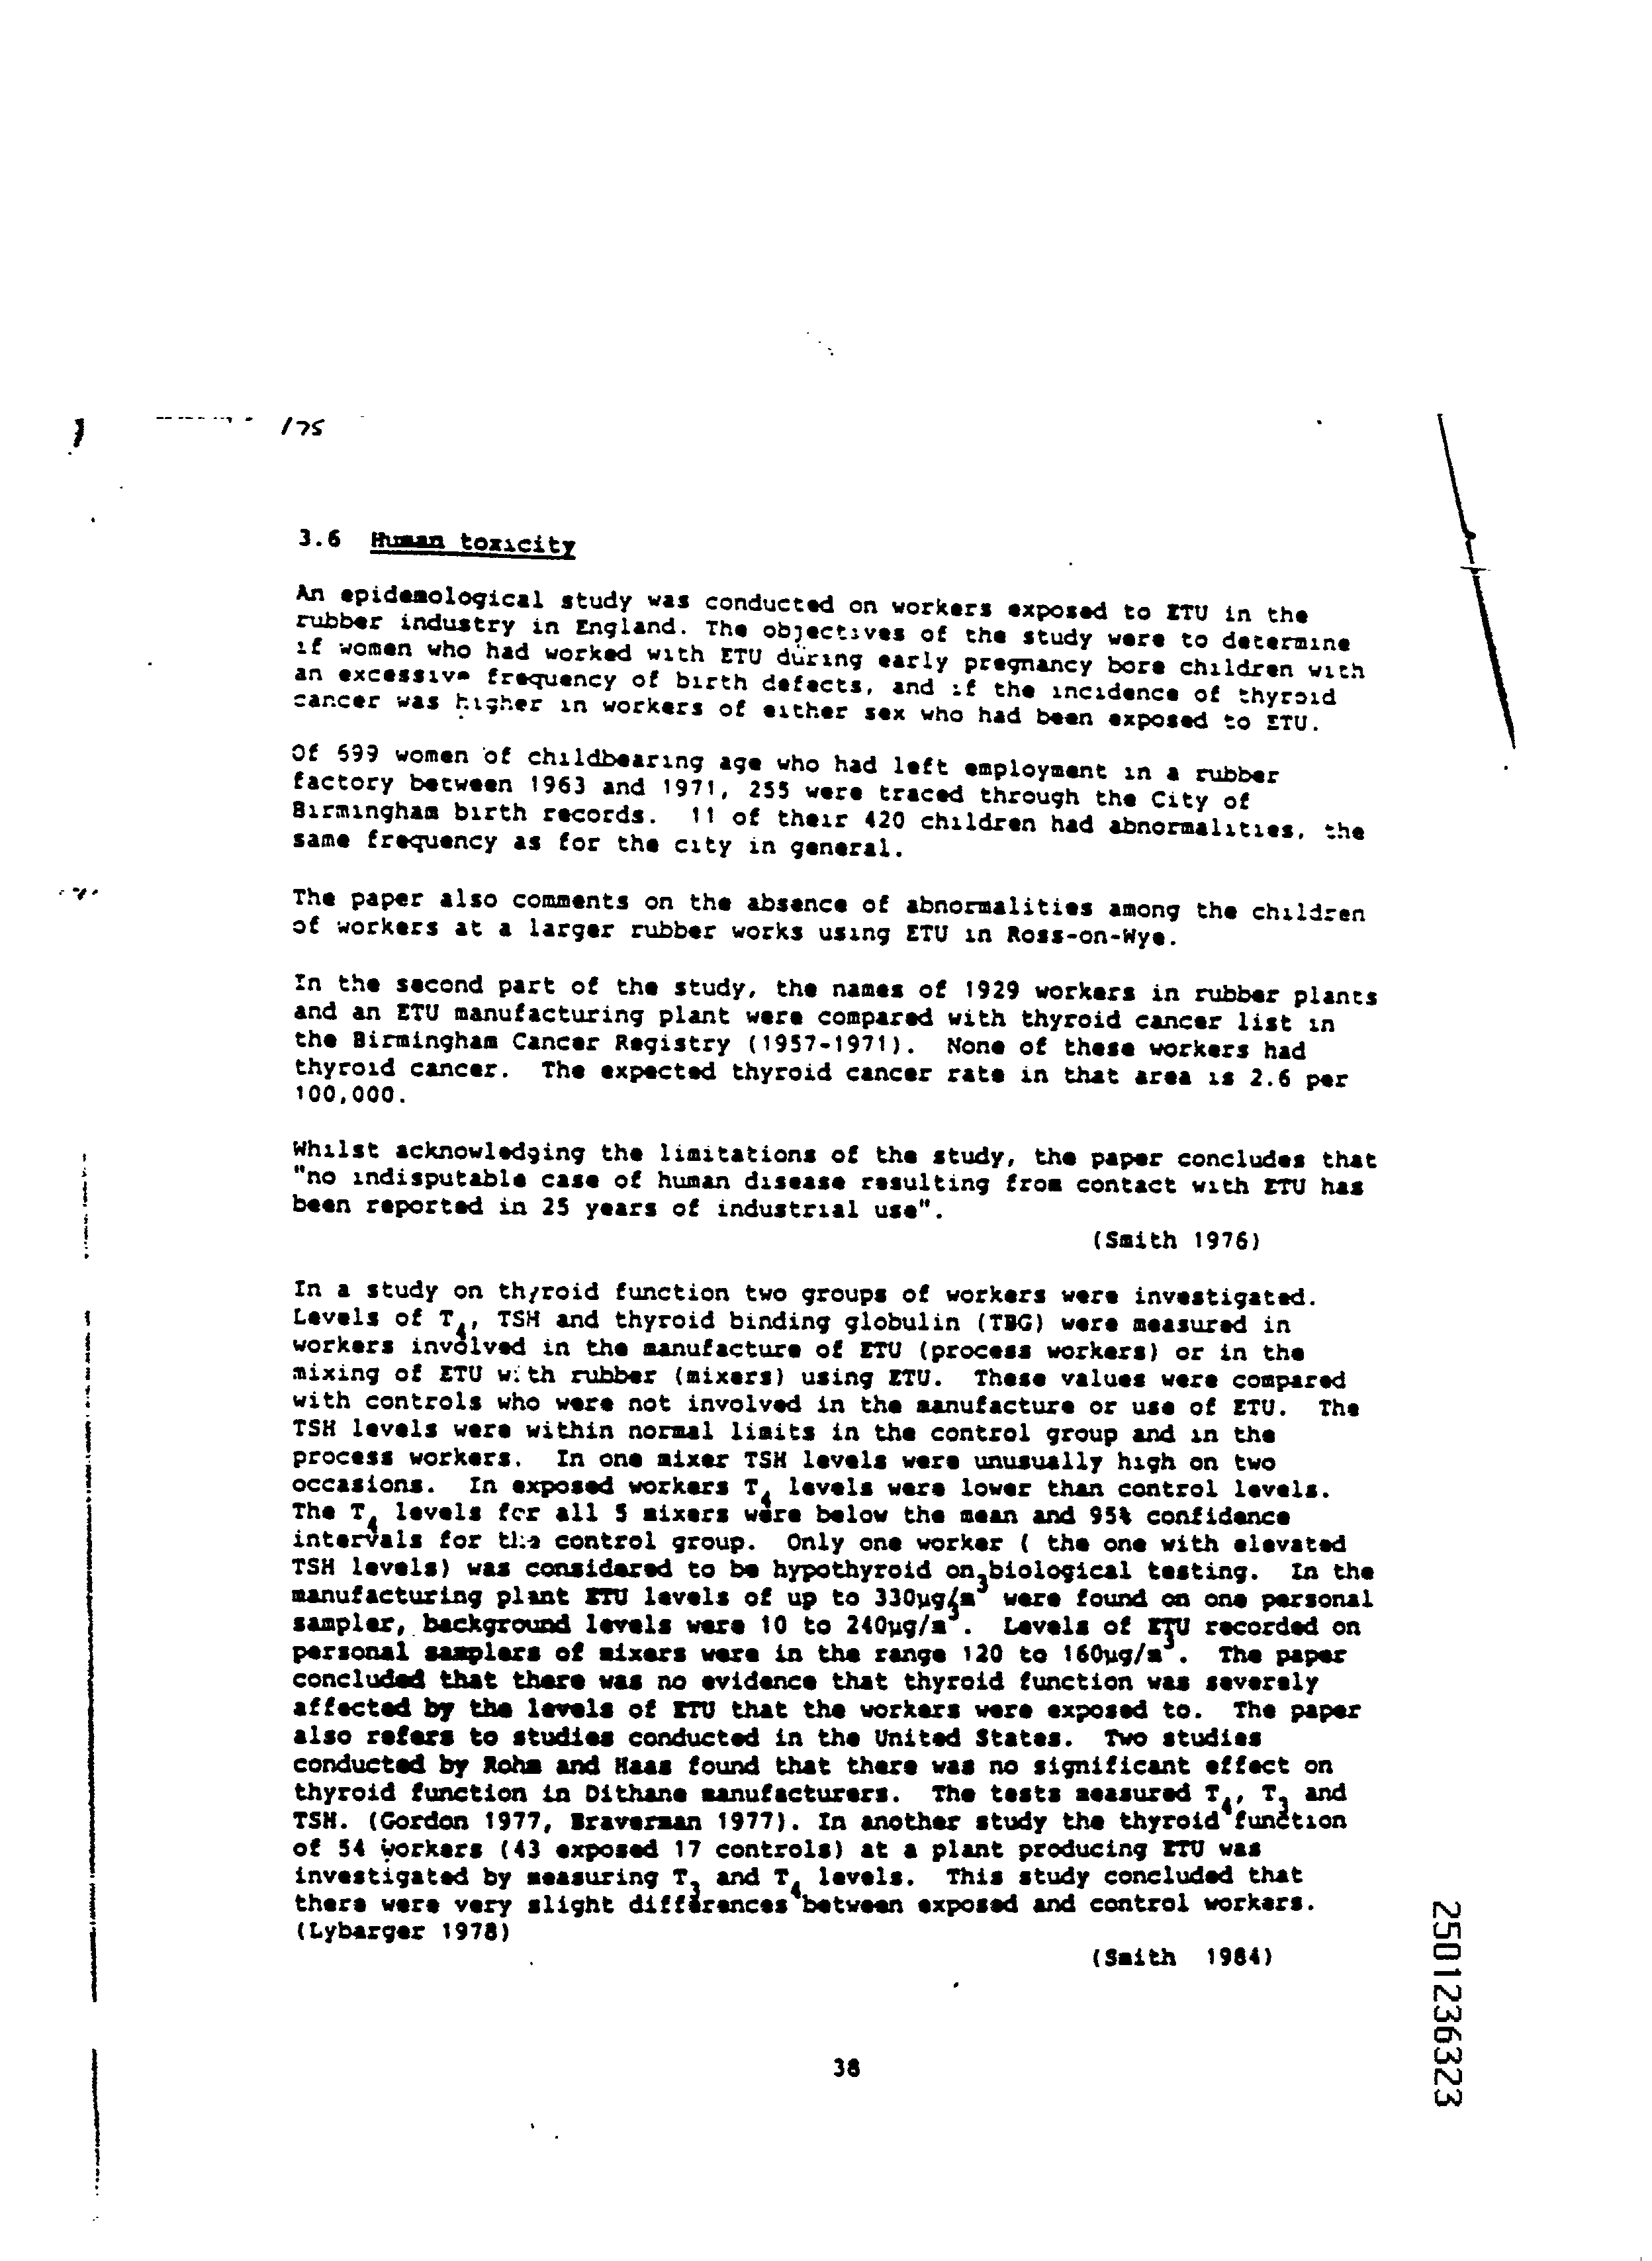 175
3.6 Human toxicity
An epidemological study was conducted on workers exposed to ETU in the
rubber industry in England. The objectives of the study were to determine
if women who had worked with ETU during early pregnancy bore children with
an excessive frequency of birth defects, and if the incidence of thyroid
cancer was higher in workers of either sex who had been exposed to ETU.
Of 699 women of childbearing age who had left employment in a rubber
factory between 1963 and 1971, 255 were traced through the City of
Birmingham birth records. 11 of their 420 children had abnormalities, the
same frequency as for the city in general.
The paper also comments on the absence of abnormalities among the children
of workers at a larger rubber works using ETU in Ross-on-Wye.
In the second part of the study, the names of 1929 workers in rubber plants
and an ETU manufacturing plant were compared with thyroid cancer list in
the Birmingham Cancer Registry (1957-1971). None of these workers had
thyroid cancer. The expected thyroid cancer rate in that area is 2.6 per
100,000.
Whilst acknowledging the limitations of the study, the paper concludes that
"no indisputable case of human disease resulting from contact with ETU has
been reported in 25 years of industrial use".
(Smith 1976)
In a study on thyroid function two groups of workers were investigated.
Levels of T₄, TSH and thyroid binding globulin (TBG) were measured in
workers involved in the manufacture of ETU (process workers) or in the
mixing of ETU with rubber (mixers) using ETU. These values were compared
with controls who were not involved in the manufacture or use of ETU. The
TSH levels were within normal limits in the control group and in the
process workers. In one mixer TSH levels were unusually high on two
occasions. In exposed workers T₄ levels were lower than control levels.
The T₄ levels for all 5 mixers were below the mean and 95% confidence
intervals for the control group. Only one worker ( the one with elevated
TSH levels) was considered to be hypothyroid on biological testing. In the
manufacturing plant ETU levels of up to 330µg/m³ were found on one personal
sampler, background levels were 10 to 240µg/m³. Levels of ETU recorded on
personal samplers of mixers were in the range 120 to 160µg/m³. The paper
concluded that there was no evidence that thyroid function was severely
affected by the levels of ETU that the workers were exposed to. The paper
also refers to studies conducted in the United States. Two studies
conducted by Rohm and Haas found that there was no significant effect on
thyroid function in Dithane manufacturers. The tests measured T₄, T₃ and
TSH. (Gordon 1977, Braverman 1977). In another study the thyroid function
of 54 workers (43 exposed 17 controls) at a plant producing ETU was
investigated by measuring T₃ and T₄ levels. This study concluded that
there were very slight differences between exposed and control workers.
(Lybarger 1978)
(Smith 1984)
38
2501236323